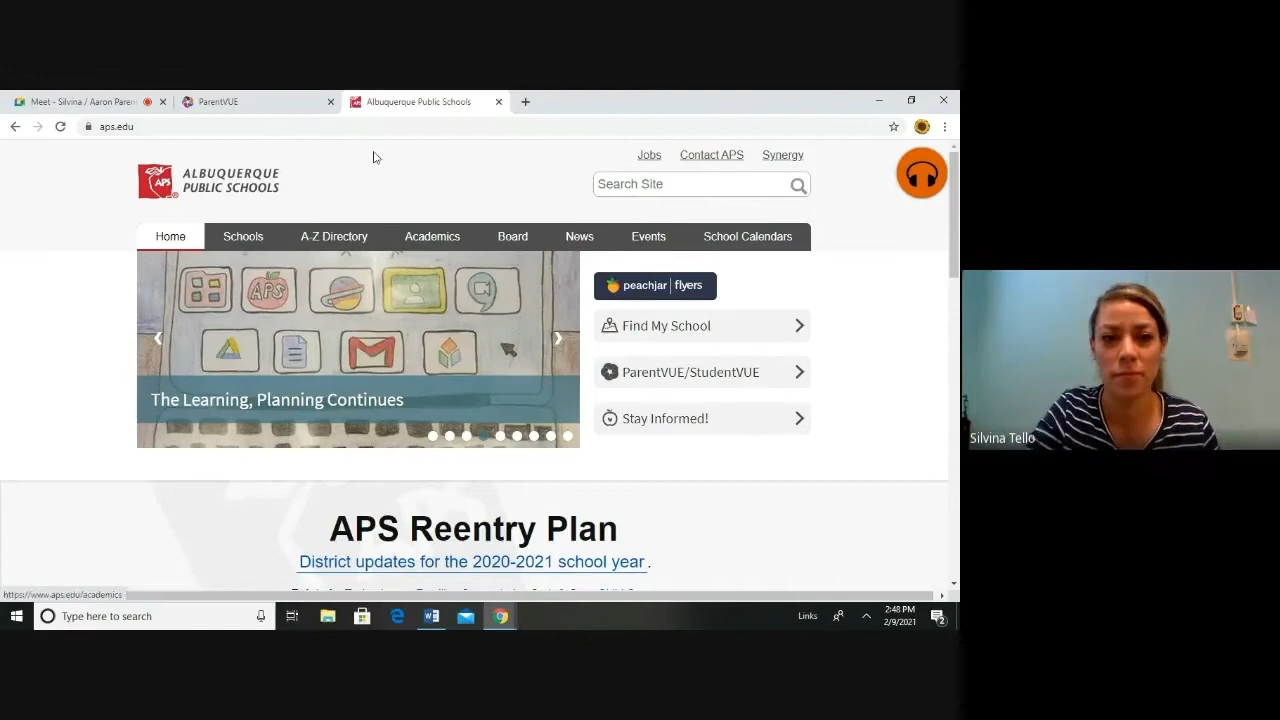 Meet - Silvina / Aaron Paren
ParentVUE
Albuquerque Public Schools
aps.edu
Jobs
Contact APS
Synergy
APS
ALBUQUERQUE
PUBLIC SCHOOLS
Search Site
Home
Schools
A-Z Directory
Academics
Board
News
Events
School Calendars
APS
peachjar | flyers
Find My School
ParentVUE/StudentVUE
Stay Informed!
The Learning, Planning Continues
Silvina Tello
APS Reentry Plan
District updates for the 2020-2021 school year.
https://www.aps.edu/academics
Type here to search
Links
2:48 PM
2/9/2021
2